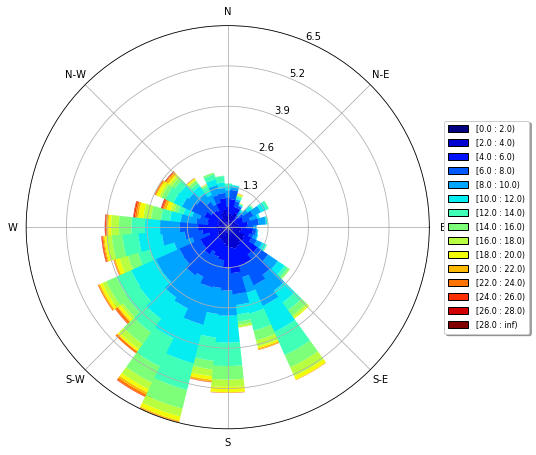 N
6.5
5.2
N-W
N-E
3.9
2.6
1.3
W
E
[0.0 : 2.0)
[2.0 : 4.0)
[4.0 : 6.0)
[6.0 : 8.0)
[8.0 : 10.0)
[10.0 : 12.0)
[12.0 : 14.0)
[14.0 : 16.0)
[16.0 : 18.0)
[18.0 : 20.0)
[20.0 : 22.0)
[22.0 : 24.0)
[24.0 : 26.0)
[26.0 : 28.0)
[28.0 : inf)
S-W
S-E
S